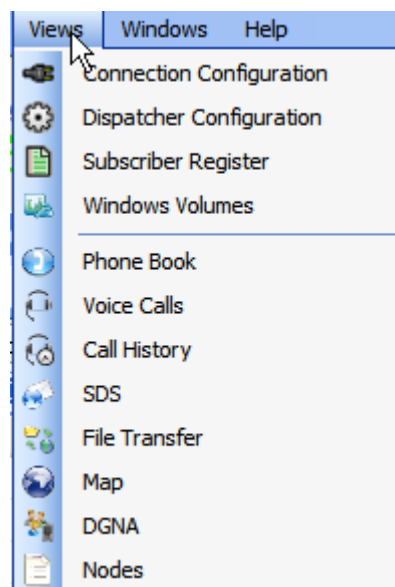 Views Windows Help
Connection Configuration
Dispatcher Configuration
Subscriber Register
Windows Volumes
Phone Book
Voice Calls
Call History
SDS
File Transfer
Map
DGNA
Nodes